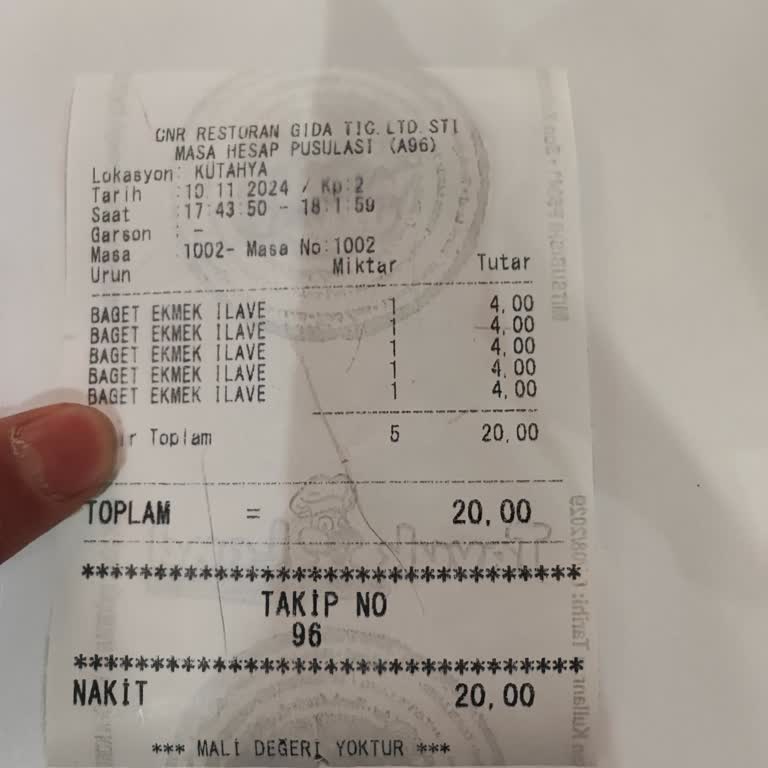 CNR RESTORAN GIDA TIC.LTD.STI
MASA HESAP PUSULASI (A96)
Lokasyon: KUTAHYA
Tarih :10 11 2024 / Kp:2
Saat :17:43:50 - 18:1:59
Garson : -
Masa :1002- Masa No:1002
Urun Miktar Tutar
BAGET EKMEK ILAVE 1 4,00
BAGET EKMEK ILAVE 1 4,00
BAGET EKMEK ILAVE 1 4,00
BAGET EKMEK ILAVE 1 4,00
BAGET EKMEK ILAVE 1 4,00
Toplam 5 20.00
TOPLAM = 20,00
************************************
TAKİP NO
96
************************************
NAKİT 20,00
*** MALI DEĞERI YOKTUR ***